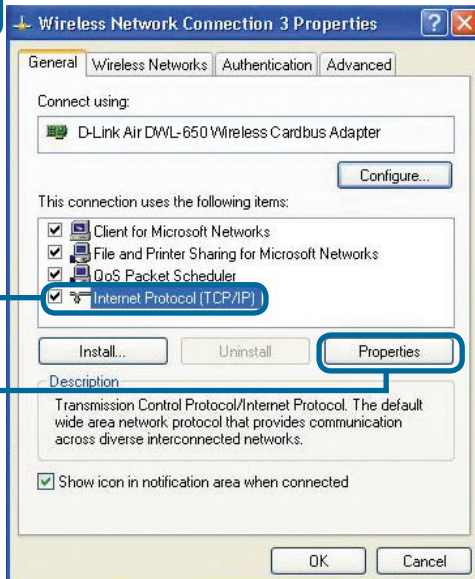 Wireless Network Connection 3 Properties
General Wireless Networks Authentication Advanced
Connect using:
D-Link Air DWL-650 Wireless Cardbus Adapter
Configure...
This connection uses the following items:
Client for Microsoft Networks
File and Printer Sharing for Microsoft Networks
QoS Packet Scheduler
Internet Protocol (TCP/IP)
Install... Uninstall Properties
Description
Transmission Control Protocol/Internet Protocol. The default
wide area network protocol that provides communication
across diverse interconnected networks.
Show icon in notification area when connected
OK Cancel